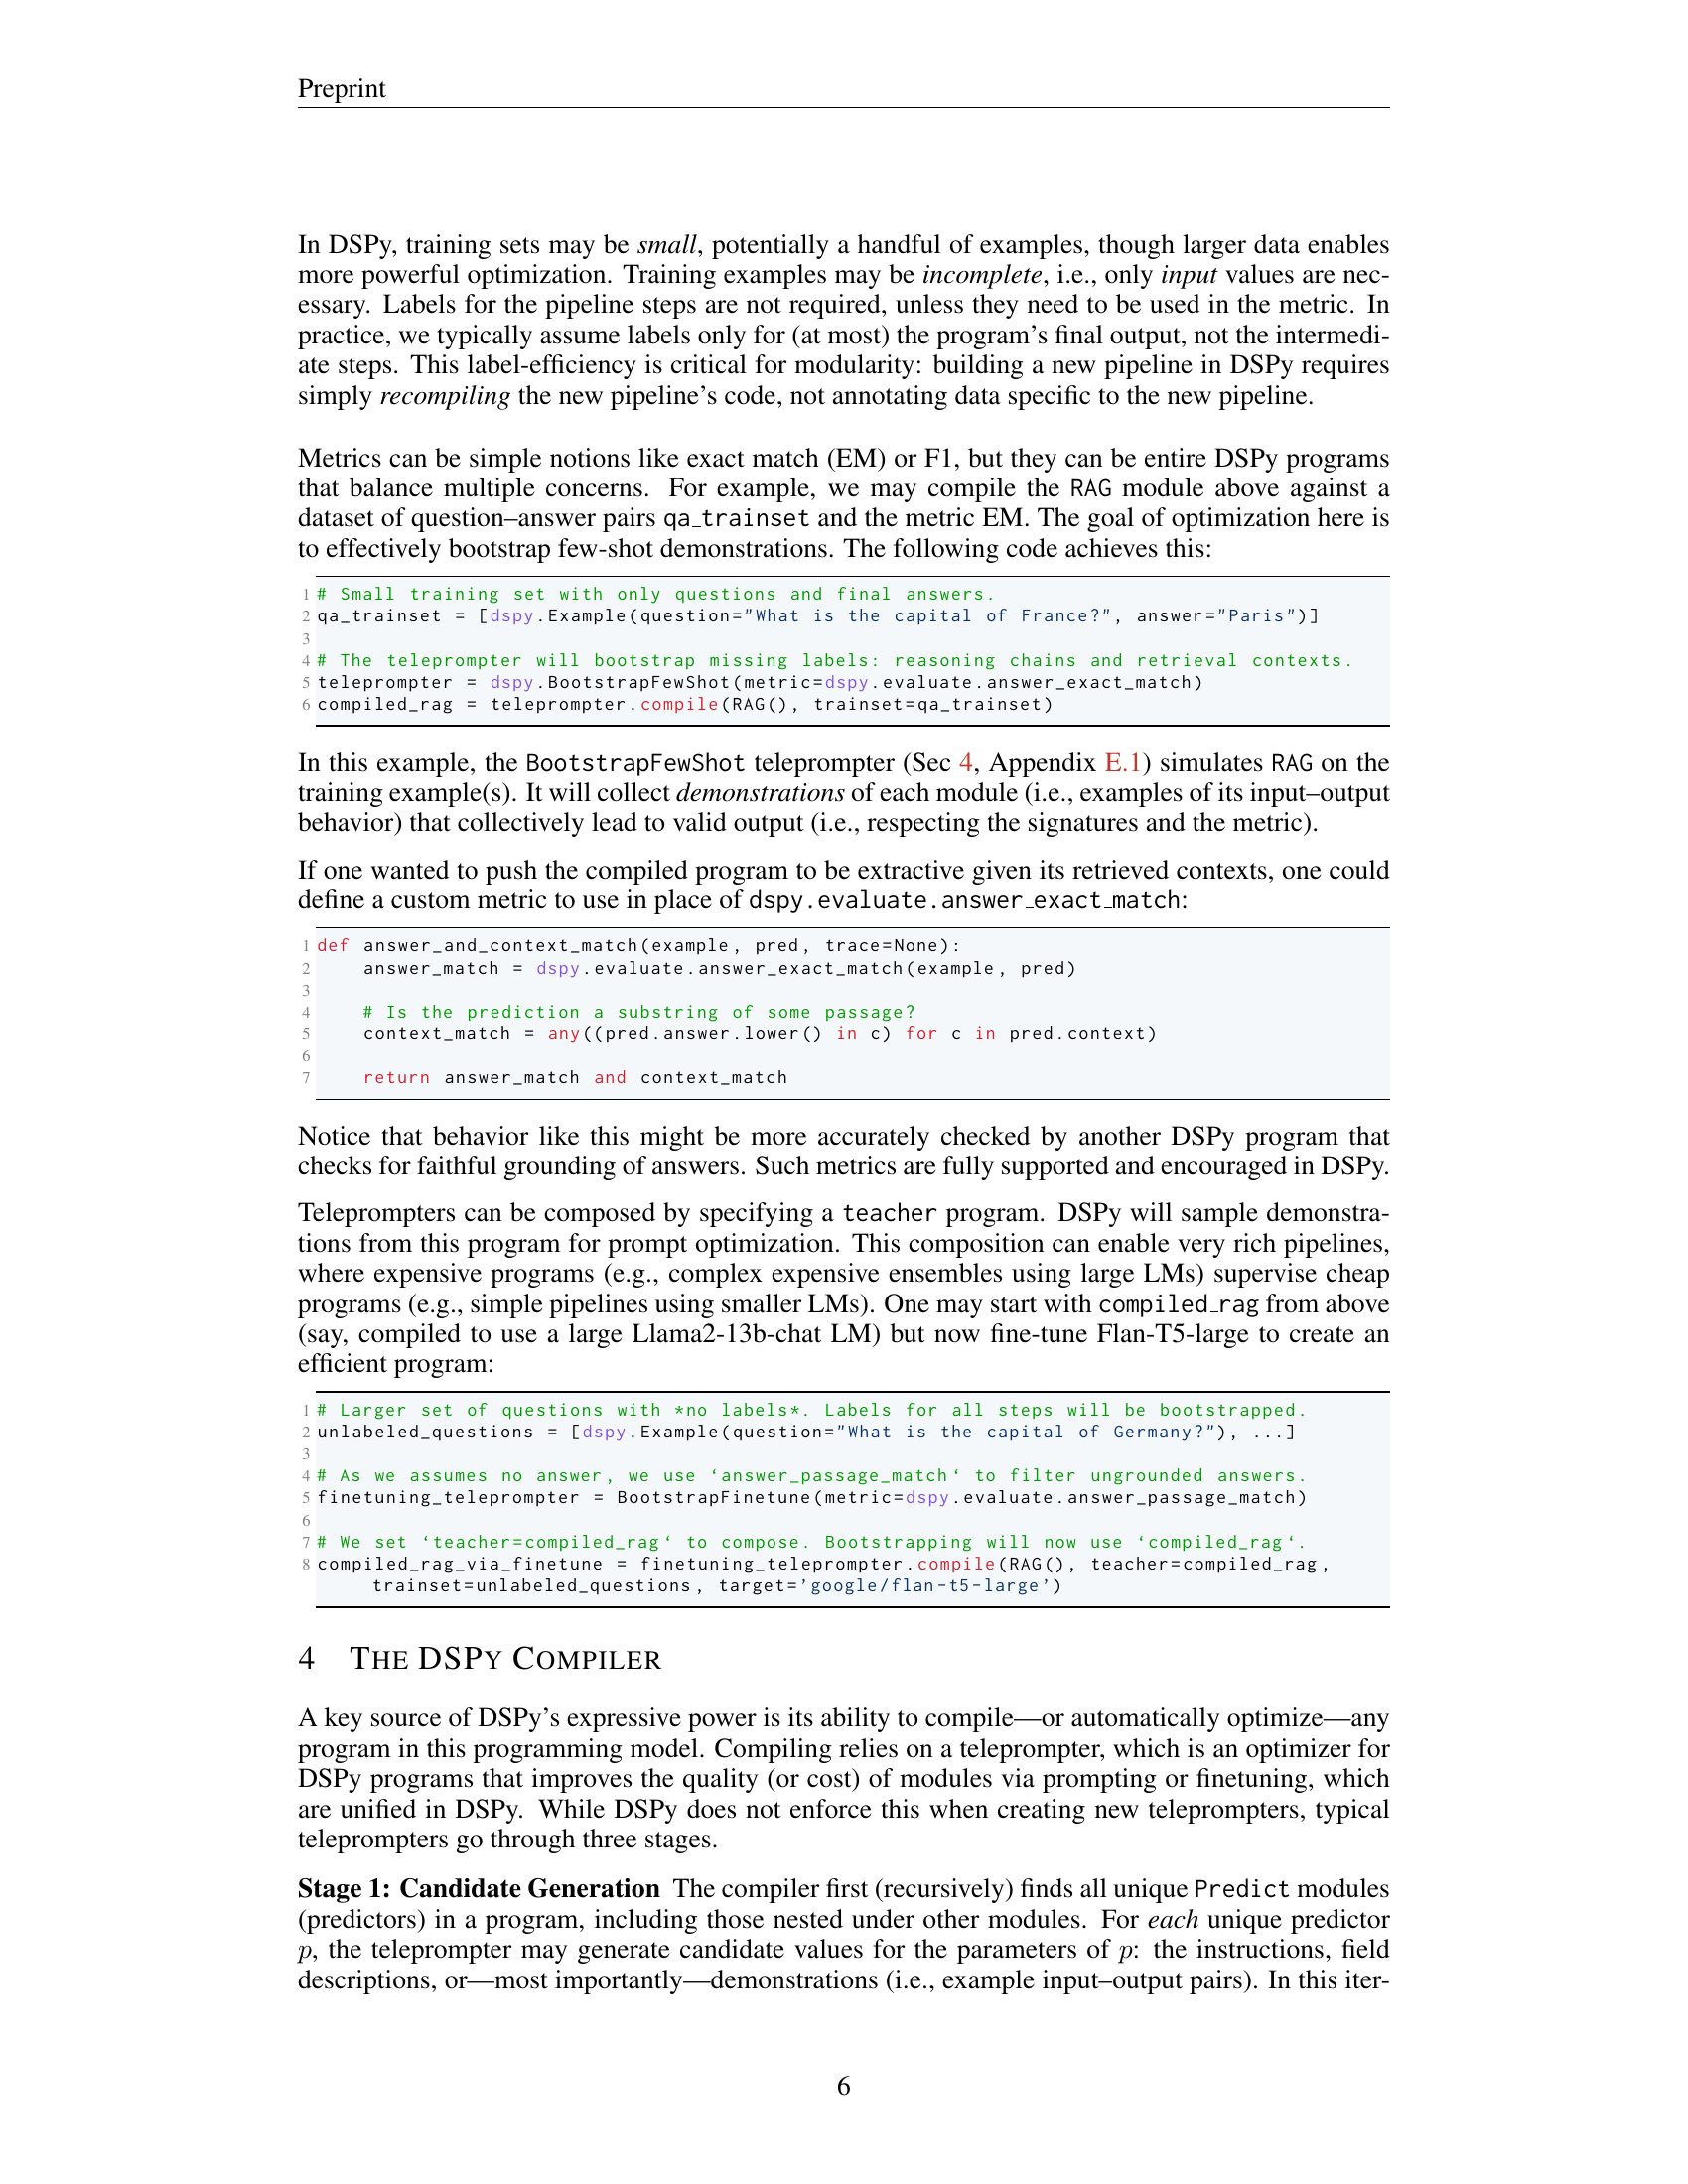 Preprint
In DSPy, training sets may be small, potentially a handful of examples, though larger data enables
more powerful optimization. Training examples may be incomplete, i.e., only input values are nec-
essary. Labels for the pipeline steps are not required, unless they need to be used in the metric. In
practice, we typically assume labels only for (at most) the program's final output, not the intermedi-
ate steps. This label-efficiency is critical for modularity: building a new pipeline in DSPy requires
simply recompiling the new pipeline's code, not annotating data specific to the new pipeline.
Metrics can be simple notions like exact match (EM) or F1, but they can be entire DSPy programs
that balance multiple concerns. For example, we may compile the RAG module above against a
dataset of question–answer pairs qa_trainset and the metric EM. The goal of optimization here is
to effectively bootstrap few-shot demonstrations. The following code achieves this:
1 # Small training set with only questions and final answers.
2 qa_trainset = [dspy.Example(question="What is the capital of France?", answer="Paris")]
3
4 # The teleprompter will bootstrap missing labels: reasoning chains and retrieval contexts.
5 teleprompter = dspy.BootstrapFewShot(metric=dspy.evaluate.answer_exact_match)
6 compiled_rag = teleprompter.compile(RAG(), trainset=qa_trainset)
In this example, the BootstrapFewShot teleprompter (Sec 4, Appendix E.1) simulates RAG on the
training example(s). It will collect demonstrations of each module (i.e., examples of its input–output
behavior) that collectively lead to valid output (i.e., respecting the signatures and the metric).
If one wanted to push the compiled program to be extractive given its retrieved contexts, one could
define a custom metric to use in place of dspy.evaluate.answer_exact_match:
1 def answer_and_context_match(example, pred, trace=None):
2     answer_match = dspy.evaluate.answer_exact_match(example, pred)
3
4     # Is the prediction a substring of some passage?
5     context_match = any((pred.answer.lower() in c) for c in pred.context)
6
7     return answer_match and context_match
Notice that behavior like this might be more accurately checked by another DSPy program that
checks for faithful grounding of answers. Such metrics are fully supported and encouraged in DSPy.
Teleprompters can be composed by specifying a teacher program. DSPy will sample demonstra-
tions from this program for prompt optimization. This composition can enable very rich pipelines,
where expensive programs (e.g., complex expensive ensembles using large LMs) supervise cheap
programs (e.g., simple pipelines using smaller LMs). One may start with compiled_rag from above
(say, compiled to use a large Llama2-13b-chat LM) but now fine-tune Flan-T5-large to create an
efficient program:
1 # Larger set of questions with *no labels*. Labels for all steps will be bootstrapped.
2 unlabeled_questions = [dspy.Example(question="What is the capital of Germany?"), ...]
3
4 # As we assumes no answer, we use ‘answer_passage_match‘ to filter ungrounded answers.
5 finetuning_teleprompter = BootstrapFinetune(metric=dspy.evaluate.answer_passage_match)
6
7 # We set ‘teacher=compiled_rag‘ to compose. Bootstrapping will now use ‘compiled_rag‘.
8 compiled_rag_via_finetune = finetuning_teleprompter.compile(RAG(), teacher=compiled_rag,
trainset=unlabeled_questions, target=’google/flan-t5-large’)
4 THE DSPY COMPILER
A key source of DSPy's expressive power is its ability to compile—or automatically optimize—any
program in this programming model. Compiling relies on a teleprompter, which is an optimizer for
DSPy programs that improves the quality (or cost) of modules via prompting or finetuning, which
are unified in DSPy. While DSPy does not enforce this when creating new teleprompters, typical
teleprompters go through three stages.
Stage 1: Candidate Generation The compiler first (recursively) finds all unique Predict modules
(predictors) in a program, including those nested under other modules. For each unique predictor
p, the teleprompter may generate candidate values for the parameters of p: the instructions, field
descriptions, or—most importantly—demonstrations (i.e., example input–output pairs). In this iter-
6